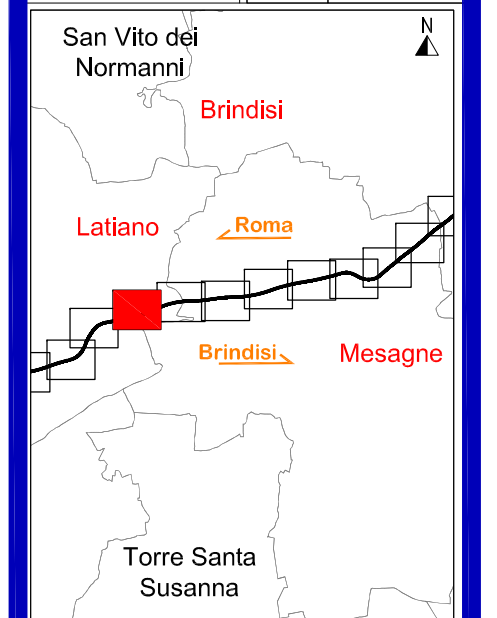 San Vito dei
Normanni
N
Brindisi
Latiano
Roma
Brindisi
Mesagne
Torre Santa
Susanna